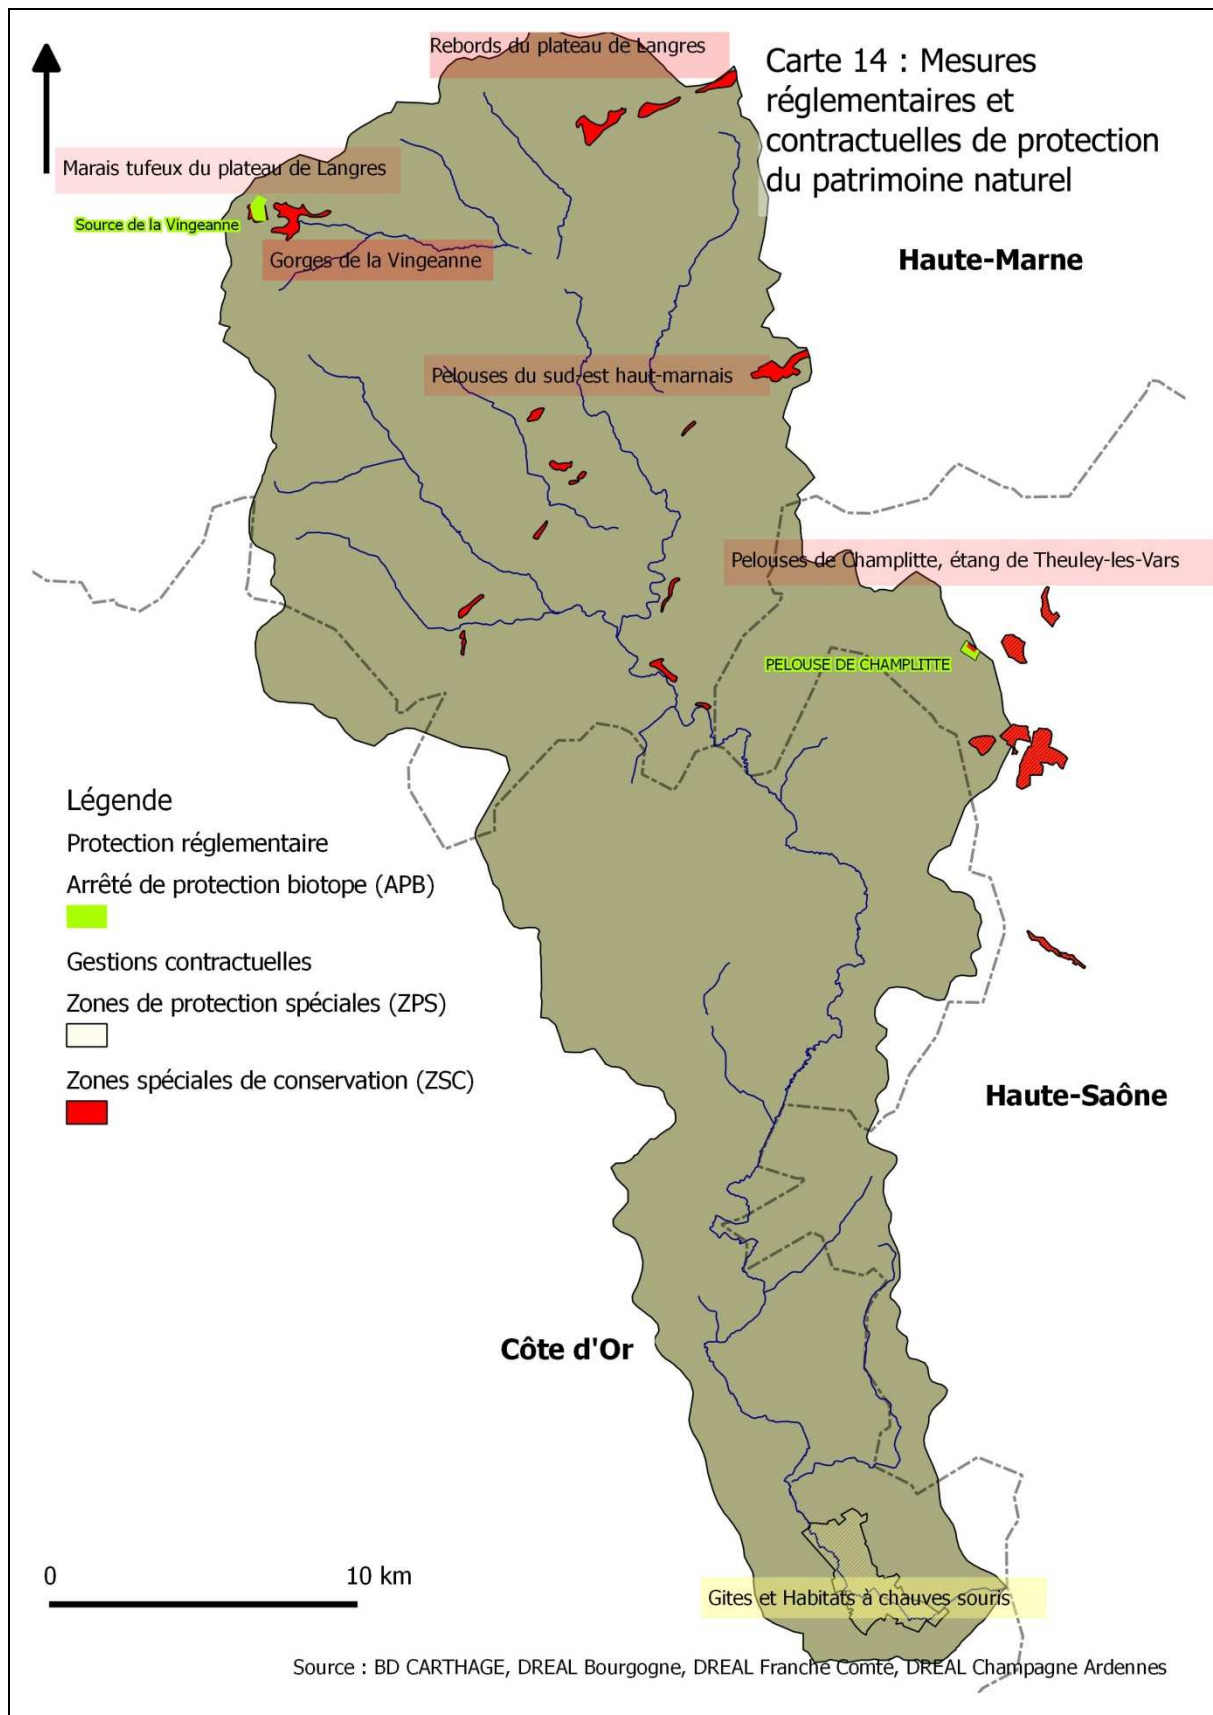 Rebords du plateau de Langres
Carte 14 : Mesures
réglementaires et
contractuelles de protection
du patrimoine naturel
Marais tufeux du plateau de Langres
Source de la Vingeanne
Gorges de la Vingeanne
Haute-Marne
Pelouses du sud-est haut-marnais
Pelouses de Champlitte, étang de Theuley-les-Vars
PELOUSE DE CHAMPLITTE
Légende
Protection réglementaire
Arrêté de protection biotope (APB)
Gestions contractuelles
Zones de protection spéciales (ZPS)
Zones spéciales de conservation (ZSC)
Haute-Saône
Côte d'Or
0 10 km
Gites et Habitats à chauves souris
Source : BD CARTHAGE, DREAL Bourgogne, DREAL Franche Comte, DREAL Champagne Ardennes